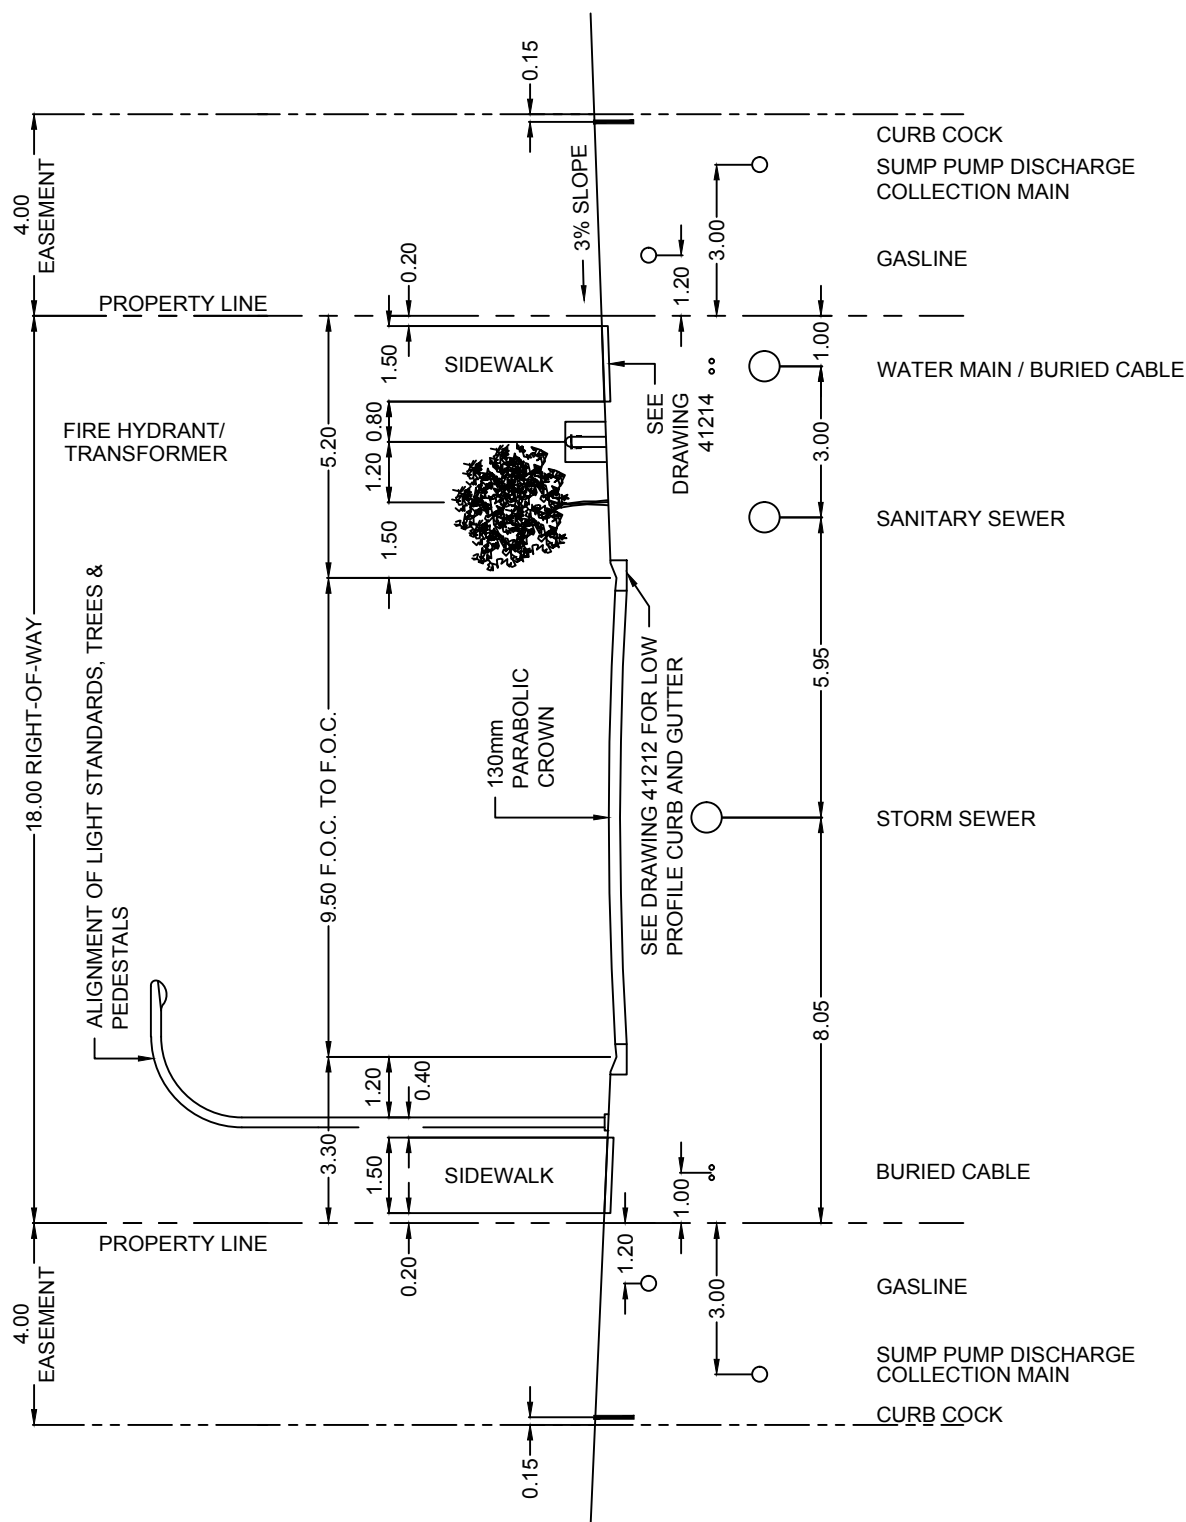 0.15
CURB COCK
SUMP PUMP DISCHARGE
COLLECTION MAIN
4.00
EASEMENT
3% SLOPE
3.00
GASLINE
1.20
0.20
PROPERTY LINE
1.00
1.50
SIDEWALK
WATER MAIN / BURIED CABLE
SEE
DRAWING
41214
0.80
FIRE HYDRANT/
TRANSFORMER
5.20
1.20
3.00
SANITARY SEWER
1.50
18.00 RIGHT-OF-WAY
ALIGNMENT OF LIGHT STANDARDS, TREES &
PEDESTALS
9.50 F.O.C. TO F.O.C.
130mm
PARABOLIC
CROWN
SEE DRAWING 41212 FOR LOW
PROFILE CURB AND GUTTER
5.95
STORM SEWER
8.05
1.20
0.40
3.30
1.50
SIDEWALK
1.00
BURIED CABLE
PROPERTY LINE
0.20
1.20
GASLINE
4.00
EASEMENT
3.00
SUMP PUMP DISCHARGE
COLLECTION MAIN
CURB COCK
0.15